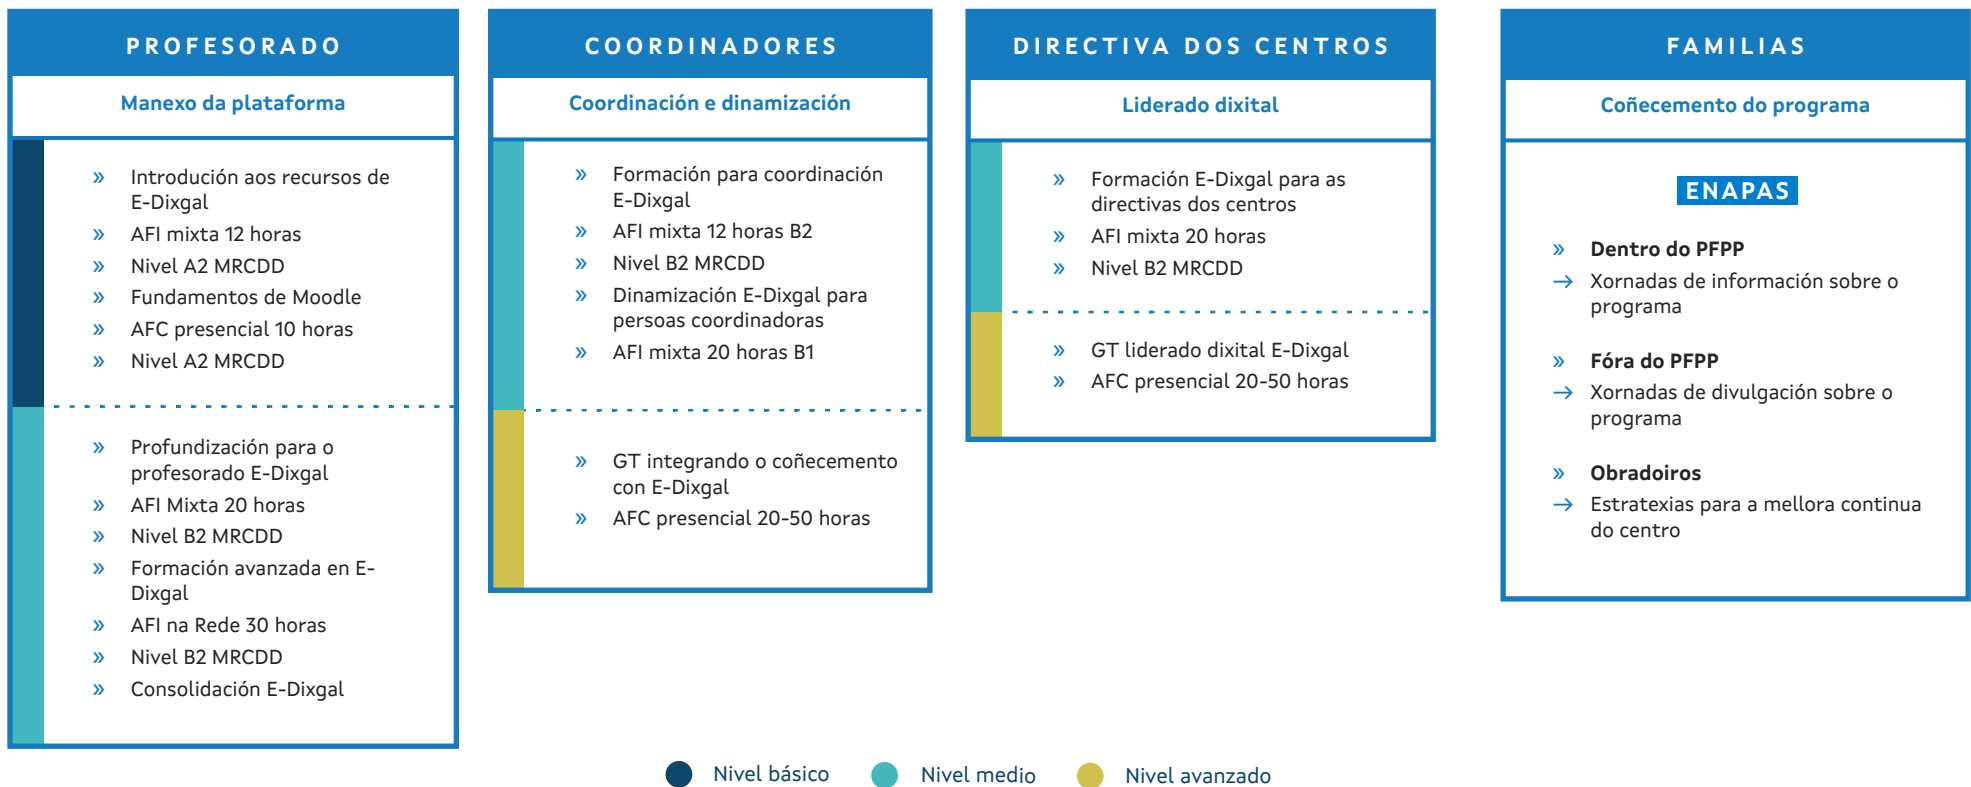 PROFESORADO
Manexo da plataforma
» Introdución aos recursos de
E-Dixgal
» AFI mixta 12 horas
» Nivel A2 MRCDD
» Fundamentos de Moodle
» AFC presencial 10 horas
» Nivel A2 MRCDD
» Profundización para o
profesorado E-Dixgal
» AFI Mixta 20 horas
» Nivel B2 MRCDD
» Formación avanzada en E-
Dixgal
» AFI na Rede 30 horas
» Nivel B2 MRCDD
» Consolidación E-Dixgal
COORDINADORES
Coordinación e dinamización
» Formación para coordinación
E-Dixgal
» AFI mixta 12 horas B2
» Nivel B2 MRCDD
» Dinamización E-Dixgal para
persoas coordinadoras
» AFI mixta 20 horas B1
» GT integrando o coñecemento
con E-Dixgal
» AFC presencial 20-50 horas
DIRECTIVA DOS CENTROS
Liderado dixital
» Formación E-Dixgal para as
directivas dos centros
» AFI mixta 20 horas
» Nivel B2 MRCDD
» GT liderado dixital E-Dixgal
» AFC presencial 20-50 horas
FAMILIAS
Coñecemento do programa
ENAPAS
» Dentro do PFPP
→ Xornadas de información sobre o
programa
» Fóra do PFPP
→ Xornadas de divulgación sobre o
programa
» Obradoiros
→ Estratexias para a mellora continua
do centro
Nivel básico
Nivel medio
Nivel avanzado